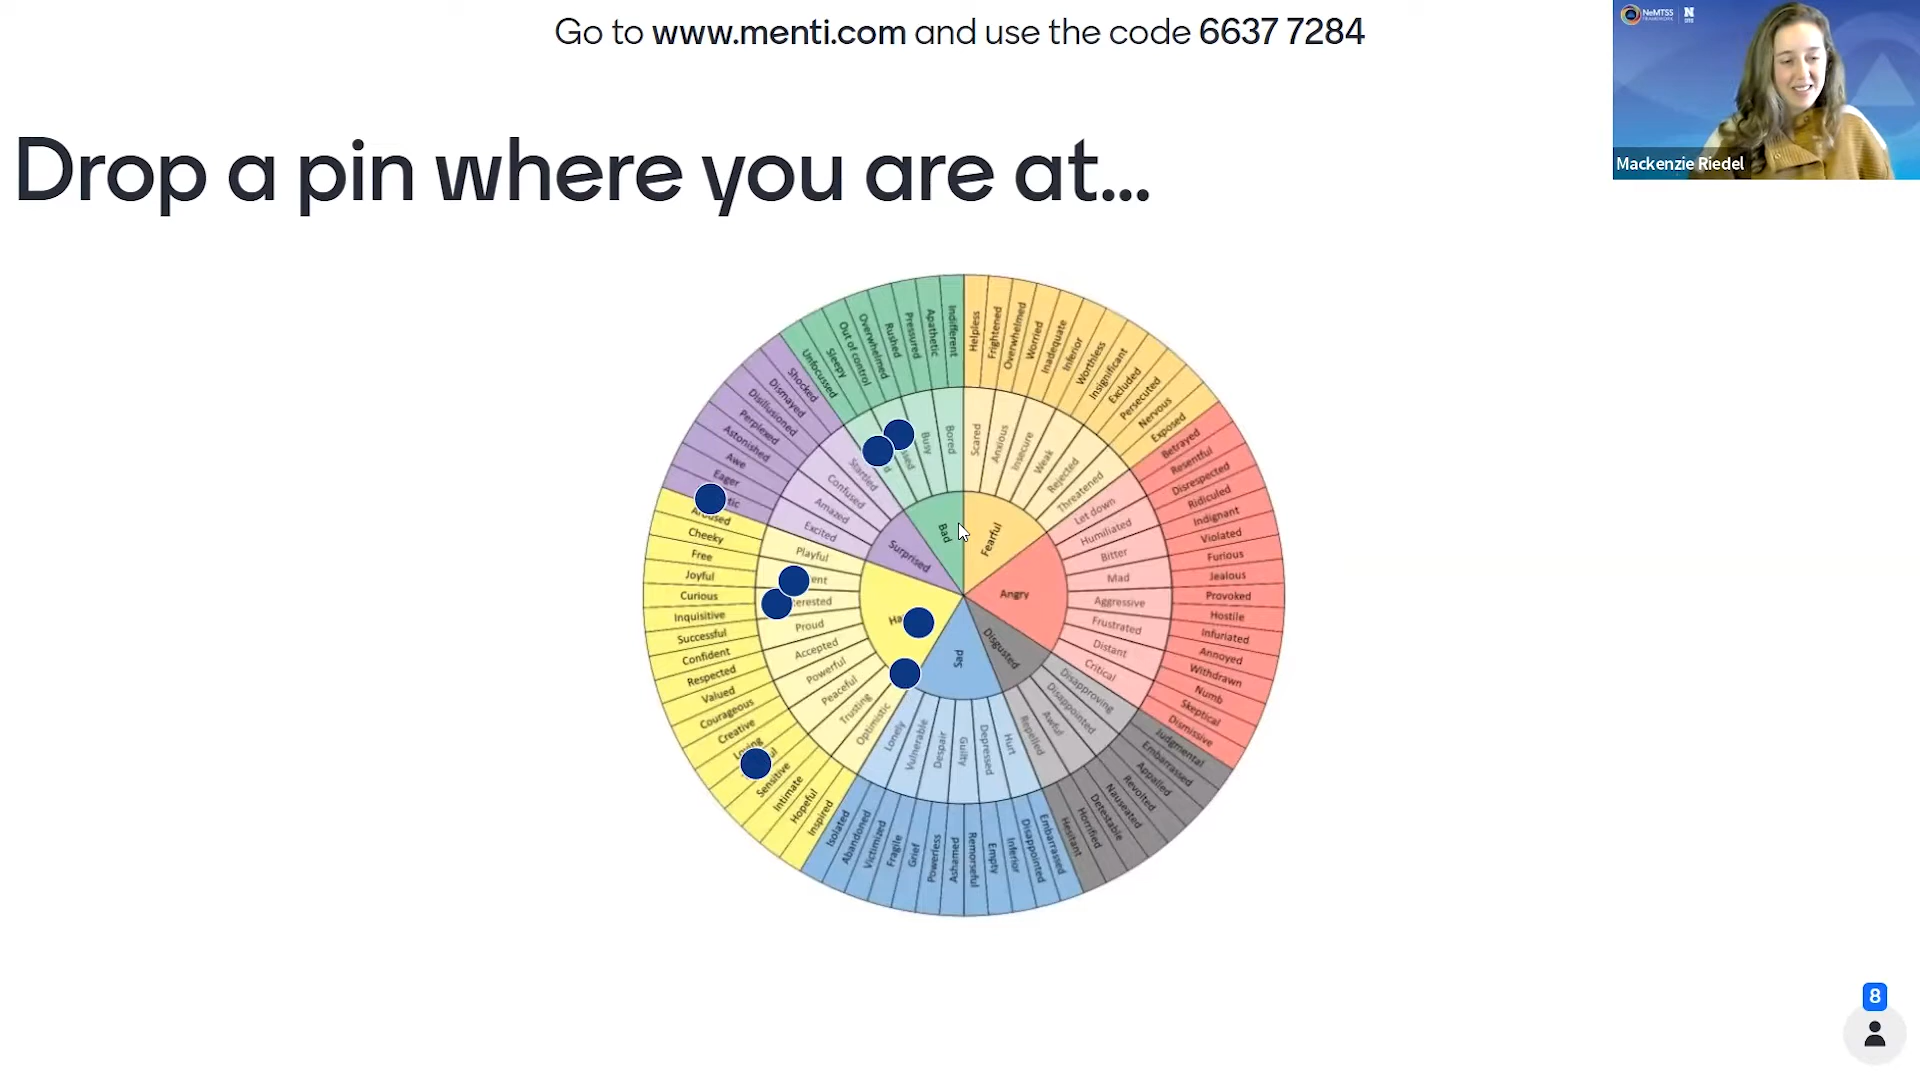 Go to www.menti.com and use the code 6637 7284
NeMTSS
FRAMEWORK
Mackenzie Riedel
Drop a pin where you are at...
Helpless
Frightened
Overwhelmed
Worried
Inadequate
Inferior
Worthless
Insignificant
Excluded
Persecuted
Nervous
Exposed
Betrayed
Resentful
Disrespected
Ridiculed
Indignant
Violated
Furious
Jealous
Provoked
Hostile
Infuriated
Annoyed
Withdrawn
Numb
Skeptical
Dismissive
Judgmental
Embarrassed
Appalled
Revolted
Nauseated
Detestable
Horrified
Hesitant
Embarrassed
Disappointed
Inferior
Empty
Remorseful
Ashamed
Powerless
Grief
Fragile
Victimized
Abandoned
Isolated
Inspired
Hopeful
Intimate
Sensitive
Loving
Creative
Courageous
Valued
Respected
Confident
Successful
Inquisitive
Curious
Joyful
Free
Cheeky
Aroused
Eager
Awe
Astonished
Perplexed
Disillusioned
Dismayed
Shocked
Unfocussed
Sleepy
Out of control
Overwhelmed
Rushed
Pressured
Apathetic
Indifferent
Scared
Anxious
Insecure
Weak
Rejected
Threatened
Let down
Humiliated
Bitter
Mad
Aggressive
Frustrated
Distant
Critical
Disapproving
Disappointed
Awful
Repelled
Hurt
Depressed
Guilty
Despair
Vulnerable
Lonely
Optimistic
Trusting
Peaceful
Powerful
Accepted
Proud
Playful
Excited
Amazed
Confused
Startled
Busy
Bored
Bad
Fearful
Angry
Disgusted
Sad
Surprised
8